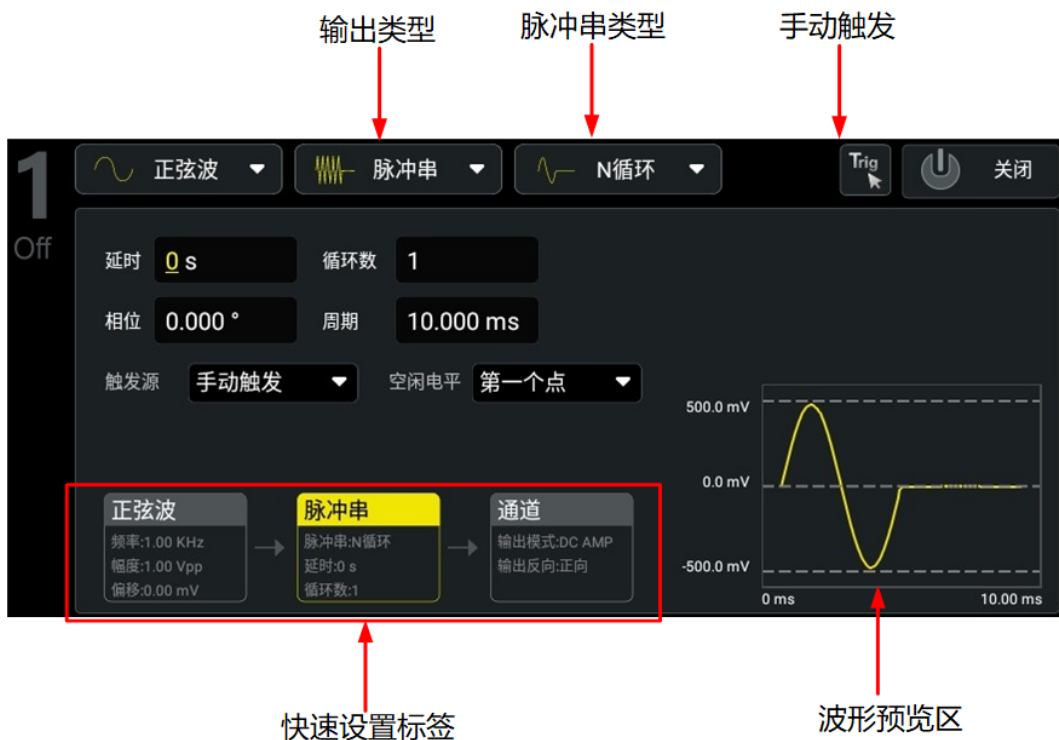 输出类型
脉冲串类型
手动触发
1
正弦波
脉冲串
N循环
Trig
关闭
Off
延时
0 s
循环数
1
相位
0.000 °
周期
10.000 ms
触发源
手动触发
空闲电平
第一个点
500.0 mV
0.0 mV
-500.0 mV
0 ms
10.00 ms
正弦波
频率:1.00 KHz
幅度:1.00 Vpp
偏移:0.00 mV
脉冲串
脉冲串:N循环
延时:0 s
循环数:1
通道
输出模式:DC AMP
输出反向:正向
快速设置标签
波形预览区